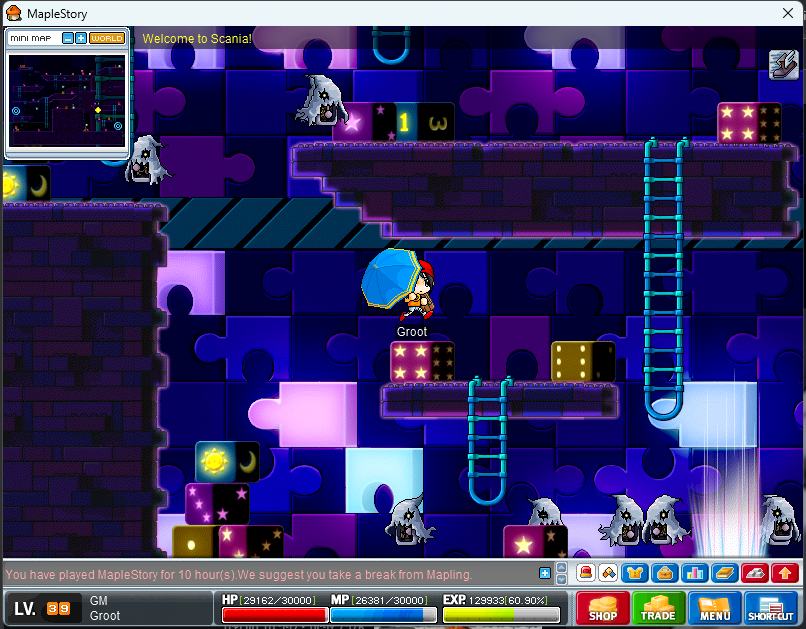 MapleStory
MINI MAP
WORLD
Welcome to Scania!
1
3
Groot
You have played MapleStory for 10 hour(s).We suggest you take a break from Mapling.
LV. 39
GM
Groot
HP[29162/30000]
MP[26381/30000]
EXP 129933[60.90%]
SHOP
TRADE
MENU
SHORTCUT